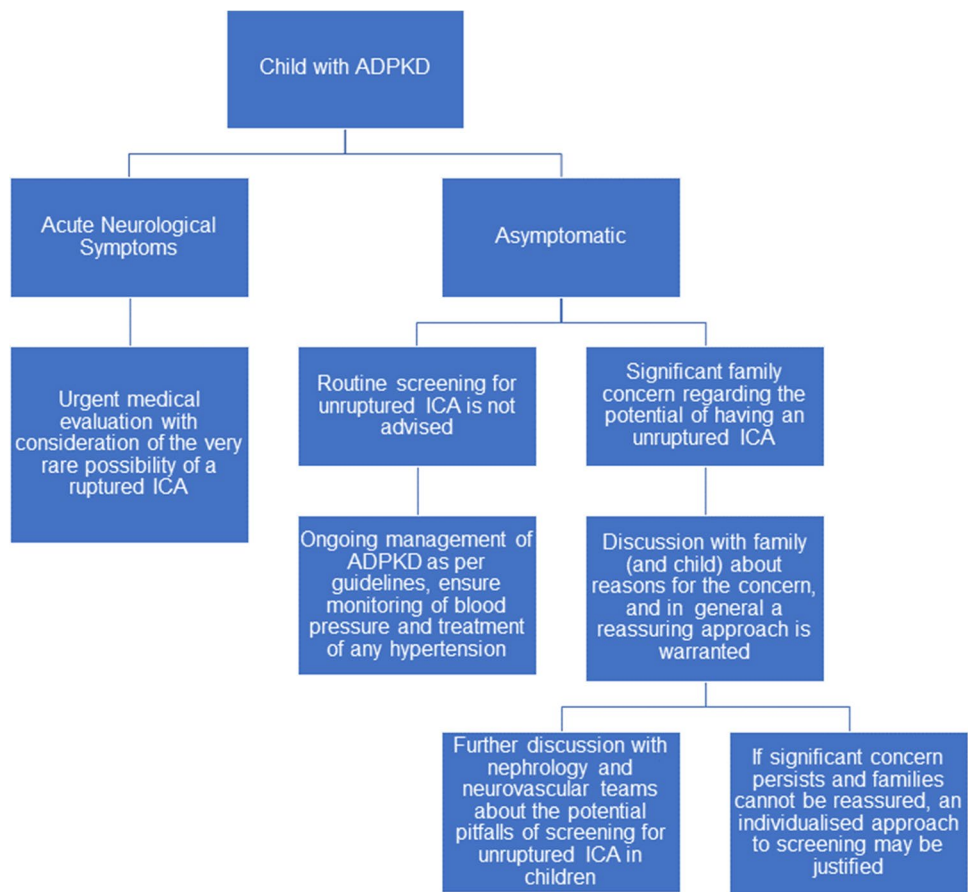 Child with ADPKD
Acute Neurological
Symptoms
Asymptomatic
Urgent medical
evaluation with
consideration of the very
rare possibility of a
ruptured ICA
Routine screening for
unruptured ICA is not
advised
Significant family
concern regarding the
potential of having an
unruptured ICA
Ongoing management of
ADPKD as per
guidelines, ensure
monitoring of blood
pressure and treatment
of any hypertension
Discussion with family
(and child) about
reasons for the concern,
and in general a
reassuring approach is
warranted
Further discussion with
nephrology and
neurovascular teams
about the potential
pitfalls of screening for
unruptured ICA in
children
If significant concern
persists and families
cannot be reassured, an
individualised approach
to screening may be
justified